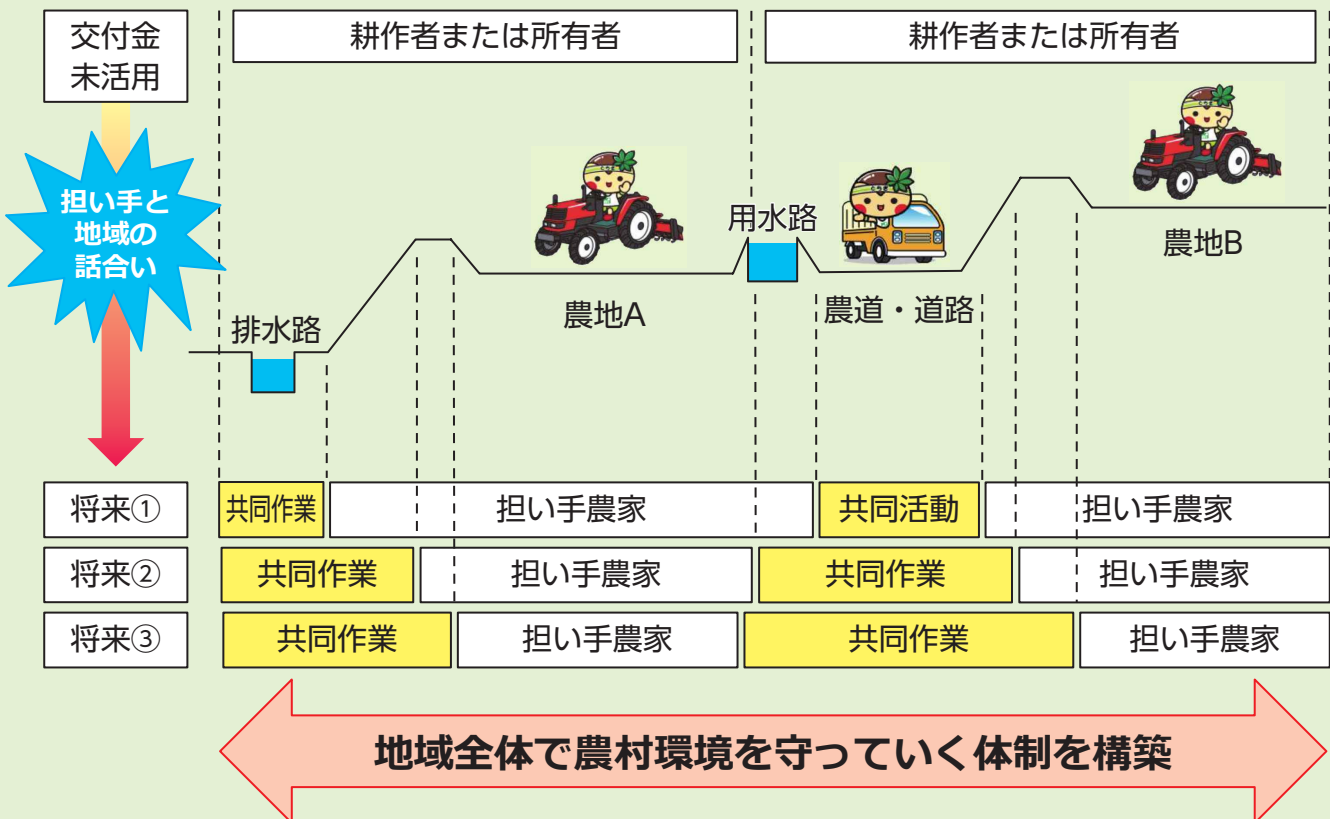 交付金
未活用
耕作者または所有者
耕作者または所有者
担い手と
地域の
話合い
排水路
農地A
用水路
農道・道路
農地B
将来①
共同作業
担い手農家
共同活動
担い手農家
将来②
共同作業
担い手農家
共同作業
担い手農家
将来③
共同作業
担い手農家
共同作業
担い手農家
地域全体で農村環境を守っていく体制を構築